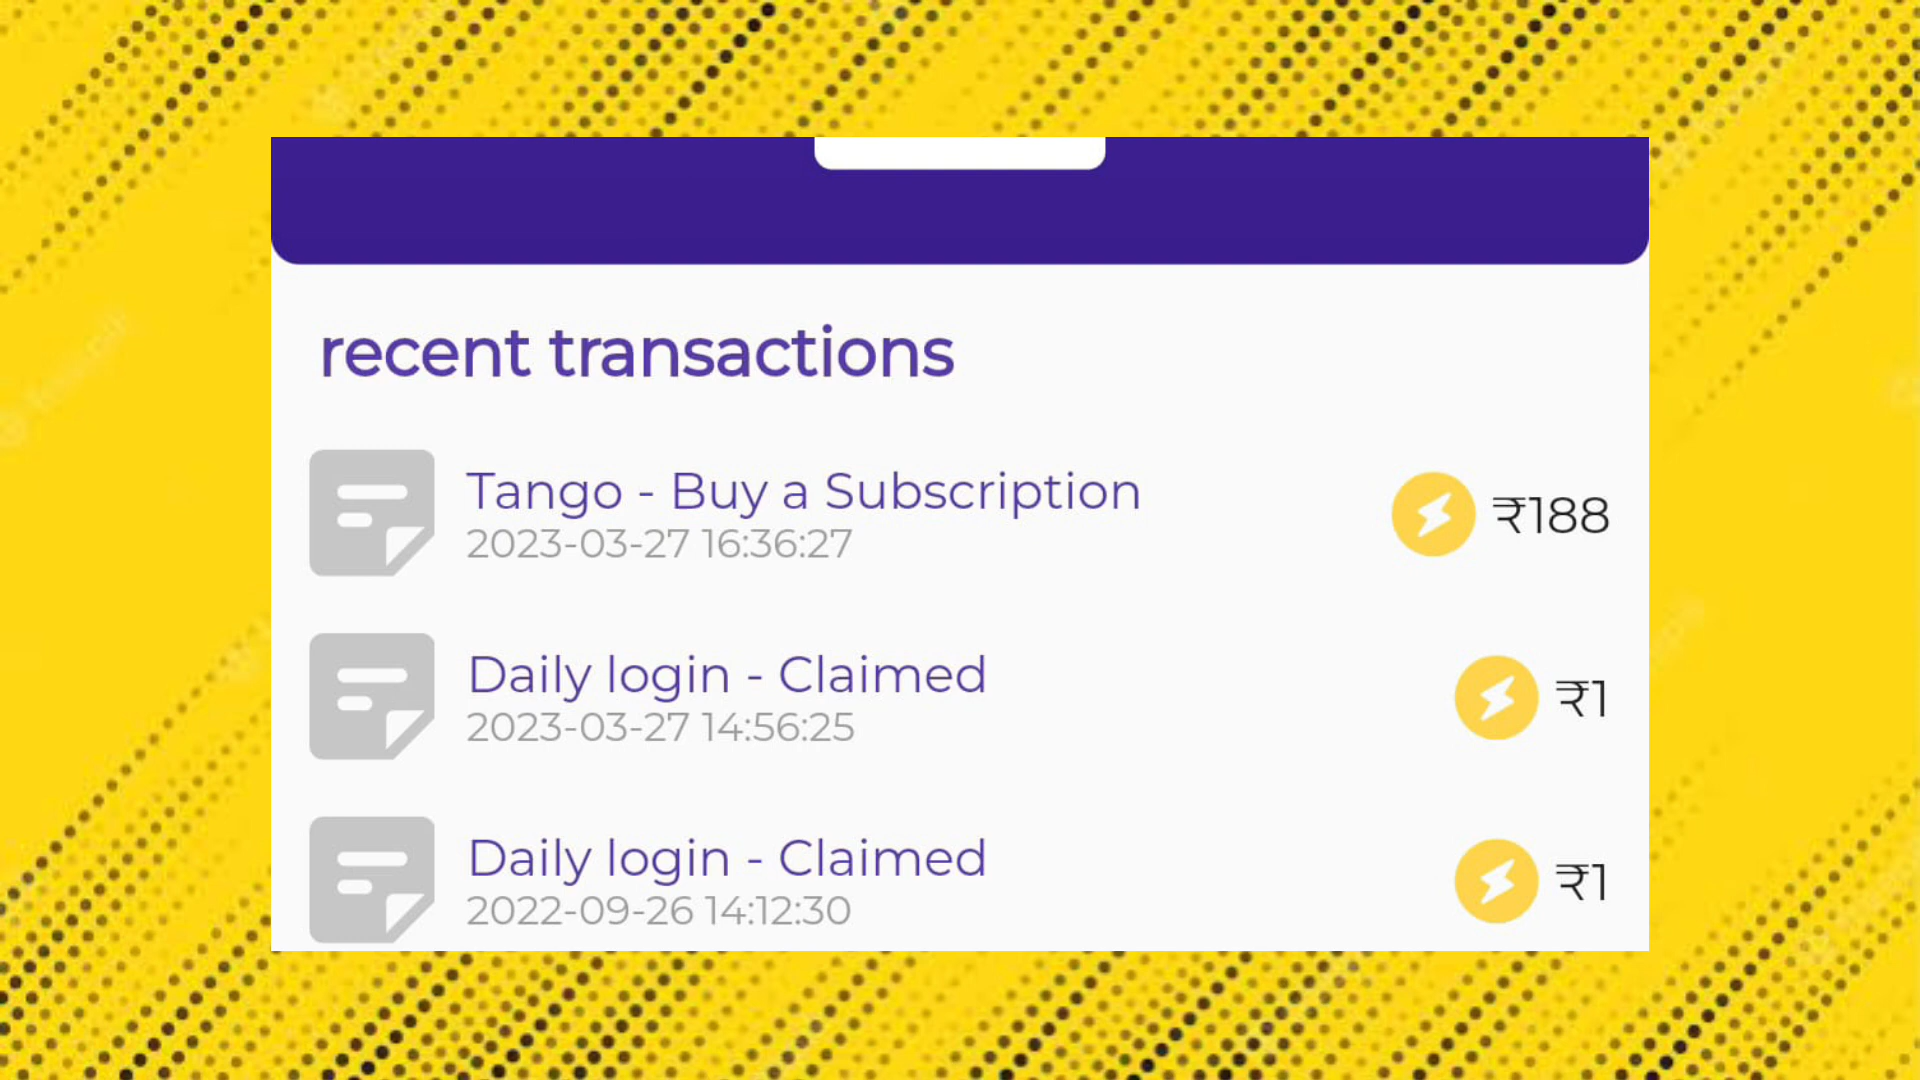 recent transactions
Tango - Buy a Subscription
2023-03-27 16:36:27
₹188
Daily login - Claimed
2023-03-27 14:56:25
₹1
Daily login - Claimed
2022-09-26 14:12:30
₹1